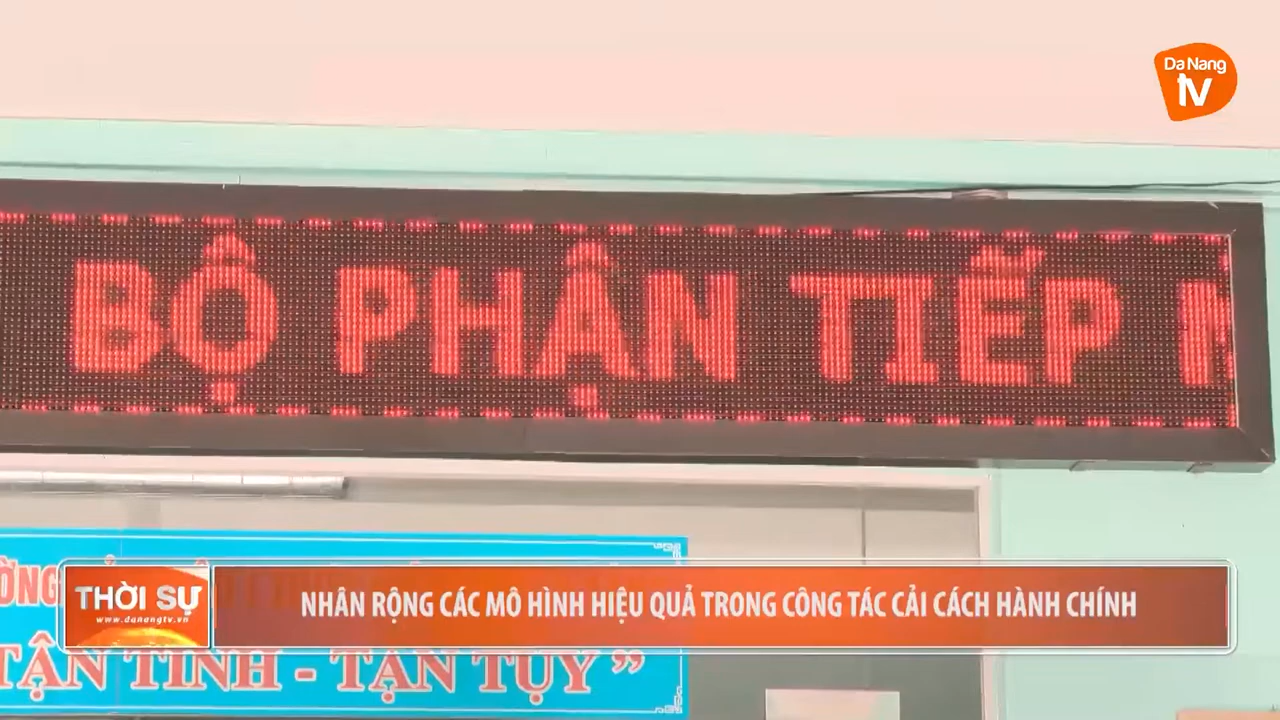 Da Nang
tv
BỘ PHẬN TIẾP
THỜI SỰ
www.danangtv.vn
NHÂN RỘNG CÁC MÔ HÌNH HIỆU QUẢ TRONG CÔNG TÁC CẢI CÁCH HÀNH CHÍNH
TẬN TÌNH - TẬN TỤY ”